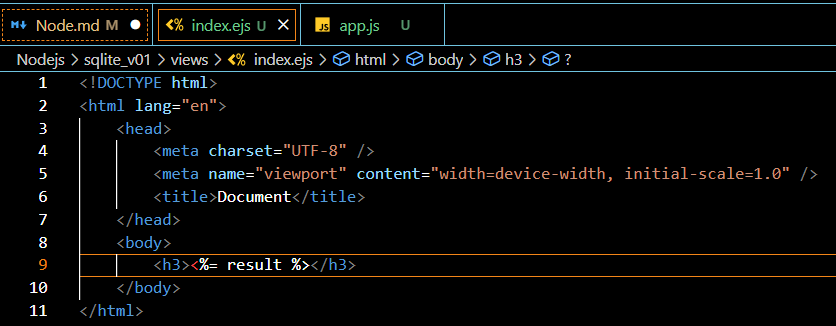 Node.md M index.ejs U app.js U
Nodejs > sqlite_v01 > views > index.ejs > html > body > h3 > ?
1 <!DOCTYPE html>
2 <html lang="en">
3 <head>
4 <meta charset="UTF-8" />
5 <meta name="viewport" content="width=device-width, initial-scale=1.0" />
6 <title>Document</title>
7 </head>
8 <body>
9 <h3><%= result %></h3>
10 </body>
11 </html>